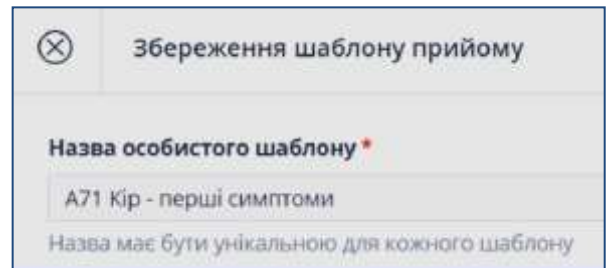 Збереження шаблону прийому
Назва особистого шаблону *
A71 Кір - перші симптоми
Назва має бути унікальною для кожного шаблону